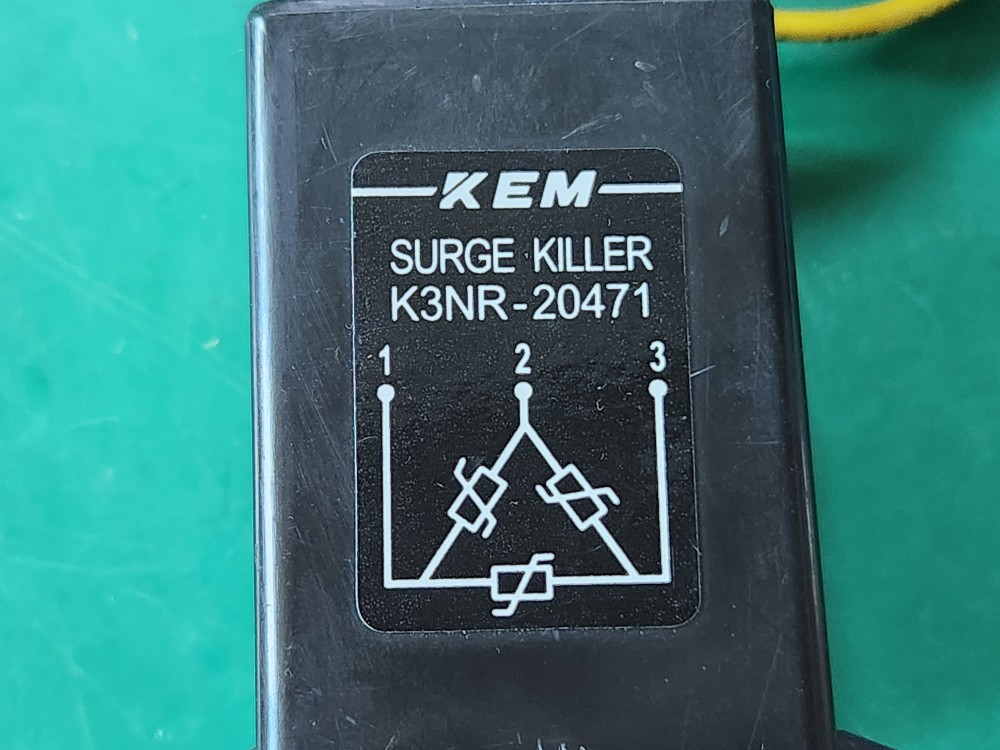 KEM
SURGE KILLER
K3NR-20471
1 2 3